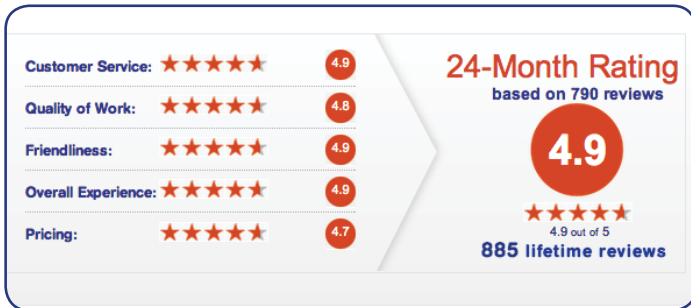 Customer Service: 4.9
Quality of Work: 4.8
Friendliness: 4.9
Overall Experience: 4.9
Pricing: 4.7
24-Month Rating
based on 790 reviews
4.9
4.9 out of 5
885 lifetime reviews